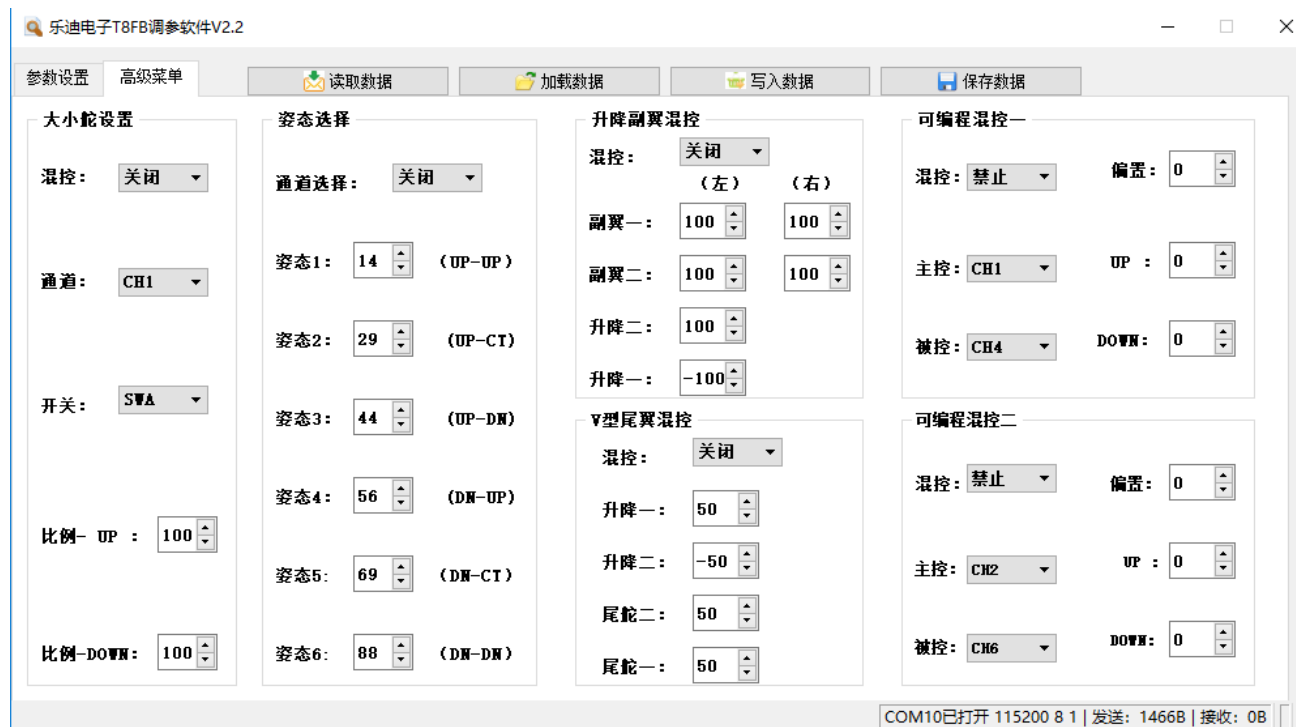 乐迪电子T8FB调参软件V2.2
参数设置 高级菜单 读取数据 加载数据 写入数据 保存数据
大小舵设置
混控： 关闭
通道： CH1
开关： SWA
比例- UP ： 100
比例-DOWN： 100
姿态选择
通道选择： 关闭
姿态1： 14 (UP-UP)
姿态2： 29 (UP-CT)
姿态3： 44 (UP-DN)
姿态4： 56 (DN-UP)
姿态5： 69 (DN-CT)
姿态6： 88 (DN-DN)
升降副翼混控
混控： 关闭
(左) (右)
副翼一： 100 100
副翼二： 100 100
升降二： 100
升降一： -100
V型尾翼混控
混控： 关闭
升降一： 50
升降二： -50
尾舵二： 50
尾舵一： 50
可编程混控一
混控： 禁止 偏置： 0
主控： CH1 UP ： 0
被控： CH4 DOWN： 0
可编程混控二
混控： 禁止 偏置： 0
主控： CH2 UP ： 0
被控： CH6 DOWN： 0
COM10已打开 115200 8 1 | 发送：1466B | 接收：0B